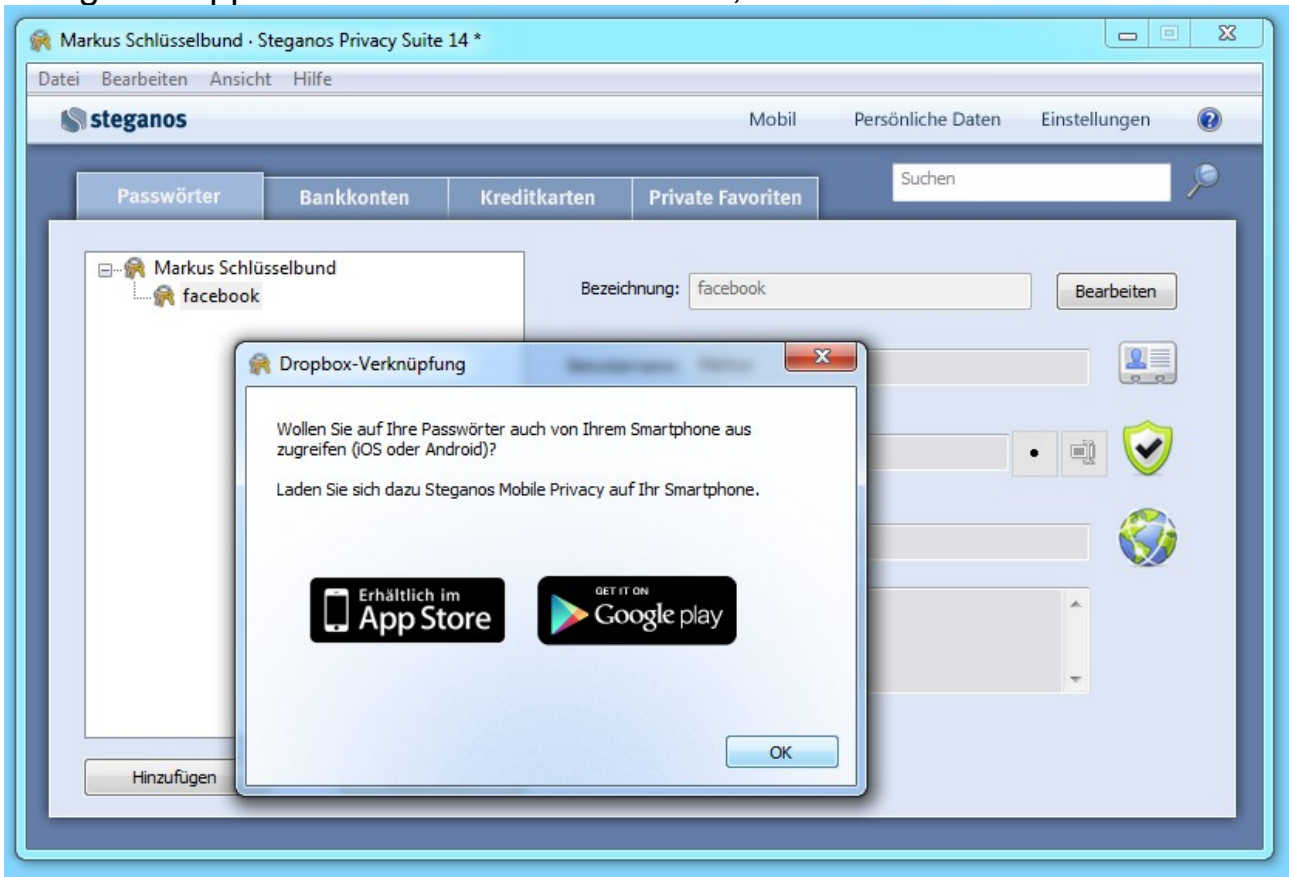 Markus Schlüsselbund · Steganos Privacy Suite 14 *
Datei Bearbeiten Ansicht Hilfe
steganos
Mobil Persönliche Daten Einstellungen
Passwörter Bankkonten Kreditkarten Private Favoriten
Suchen
Markus Schlüsselbund
facebook
Bezeichnung: facebook
Bearbeiten
Dropbox-Verknüpfung
Wollen Sie auf Ihre Passwörter auch von Ihrem Smartphone aus
zugreifen (iOS oder Android)?
Laden Sie sich dazu Steganos Mobile Privacy auf Ihr Smartphone.
Erhältlich im
App Store
GET IT ON
Google play
OK
Hinzufügen